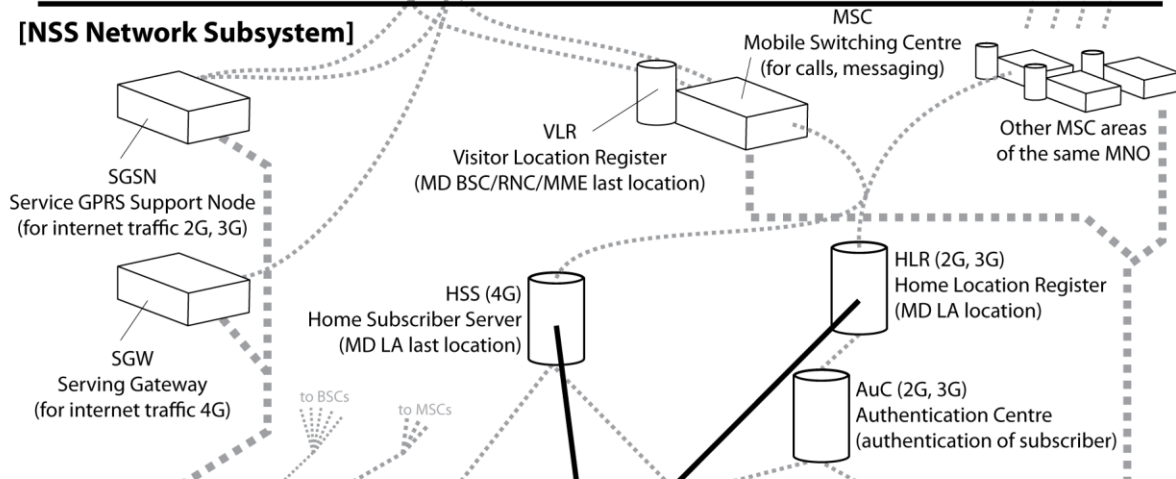 [NSS Network Subsystem]
MSC
Mobile Switching Centre
(for calls, messaging)
Other MSC areas
of the same MNO
VLR
Visitor Location Register
(MD BSC/RNC/MME last location)
SGSN
Service GPRS Support Node
(for internet traffic 2G, 3G)
HSS (4G)
Home Subscriber Server
(MD LA last location)
HLR (2G, 3G)
Home Location Register
(MD LA location)
SGW
Serving Gateway
(for internet traffic 4G)
to BSCs
to MSCs
AuC (2G, 3G)
Authentication Centre
(authentication of subscriber)